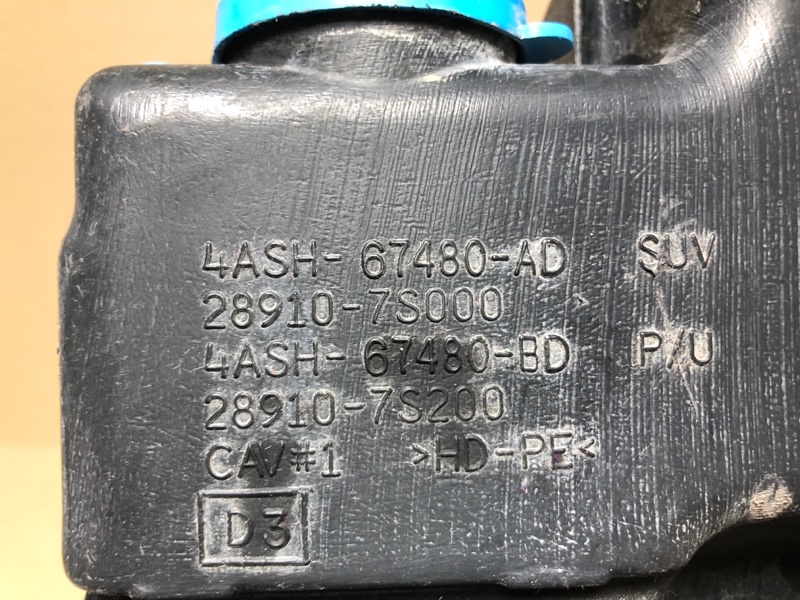 4ASH-67480-AD SUV
28910-7S000
4ASH-67480-BD P/U
28910-7S200
CAV#1 >HD-PE<
D3